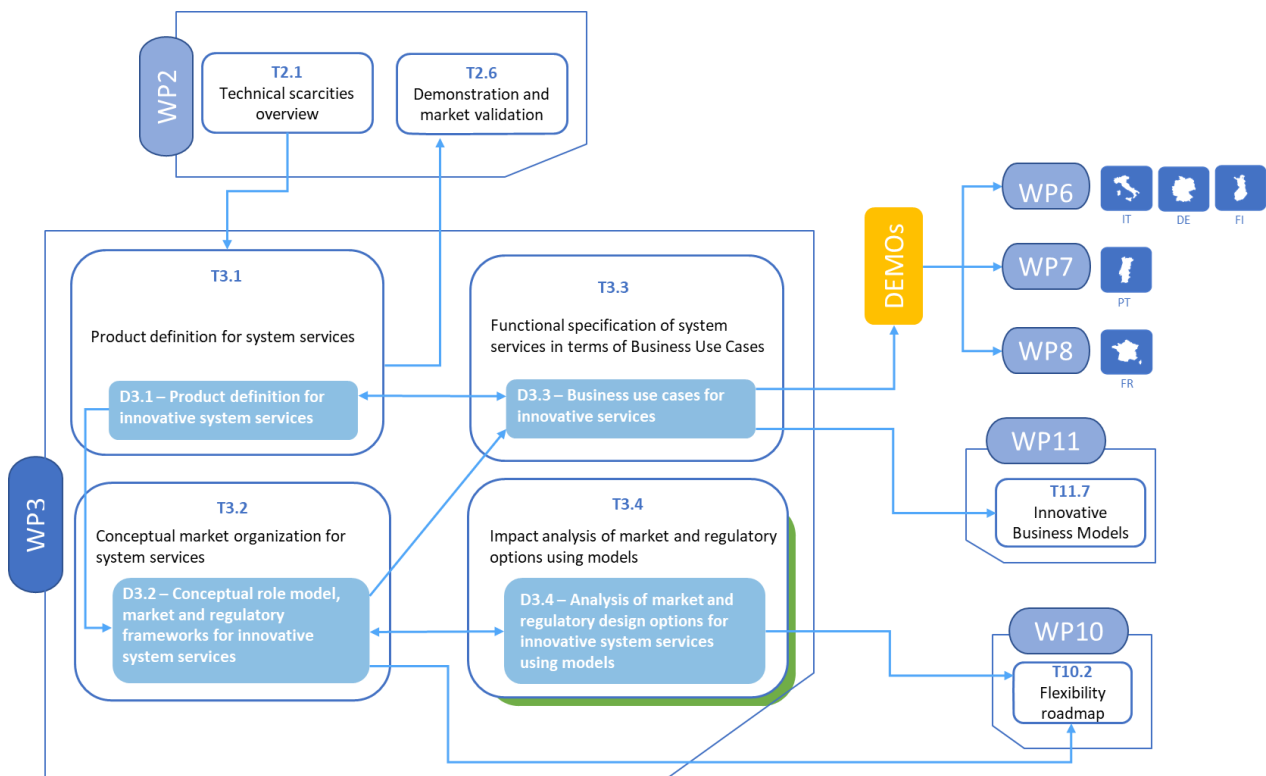 WP2
T2.1
Technical scarcities
overview
T2.6
Demonstration and
market validation
WP3
T3.1
Product definition for system services
D3.1 – Product definition for
innovative system services
T3.3
Functional specification of system
services in terms of Business Use Cases
D3.3 – Business use cases for
innovative services
T3.2
Conceptual market organization for
system services
D3.2 – Conceptual role model,
market and regulatory
frameworks for innovative
system services
T3.4
Impact analysis of market and regulatory
options using models
D3.4 – Analysis of market and
regulatory design options for
innovative system services
using models
DEMOs
WP6
IT
DE
FI
WP7
PT
WP8
FR
WP11
T11.7
Innovative
Business Models
WP10
T10.2
Flexibility
roadmap